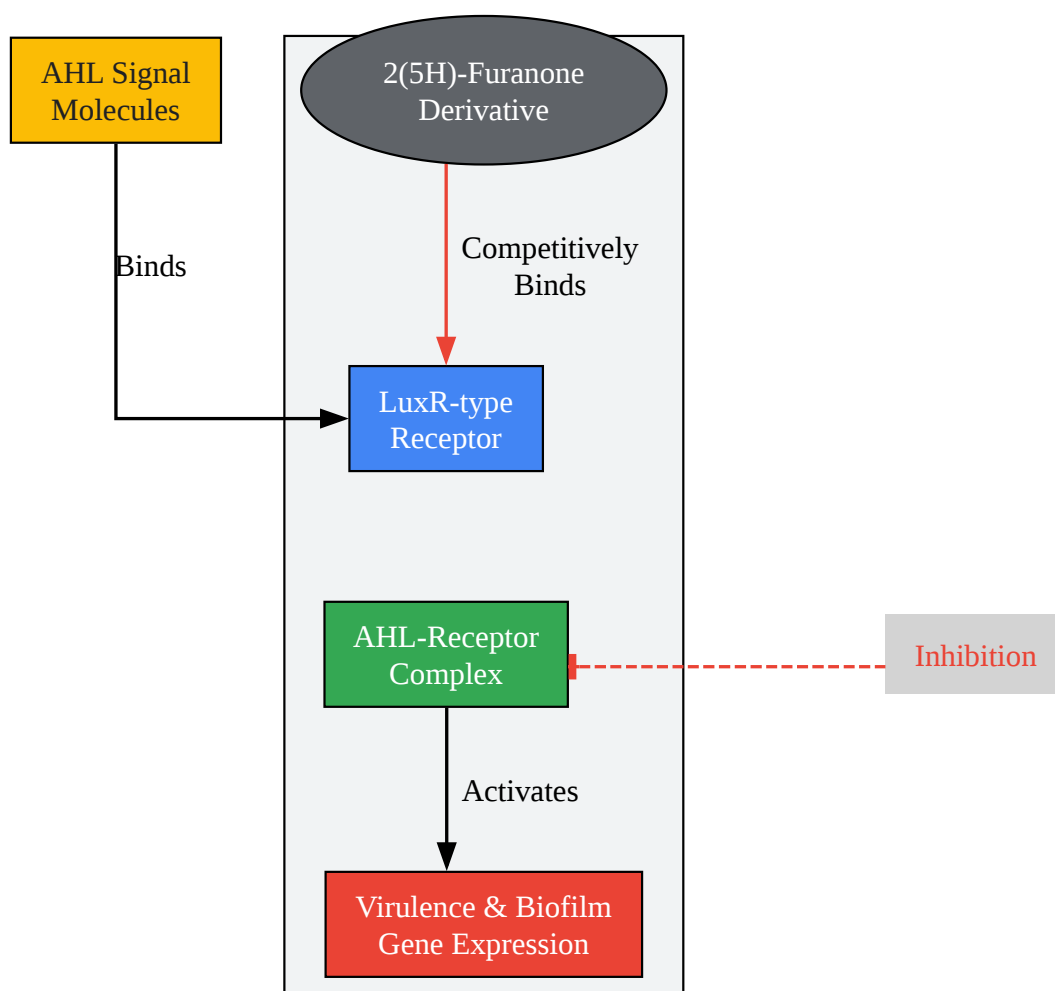 AHL Signal
Molecules
2(5H)-Furanone
Derivative
Binds
Competitively
Binds
LuxR-type
Receptor
AHL-Receptor
Complex
Inhibition
Activates
Virulence & Biofilm
Gene Expression